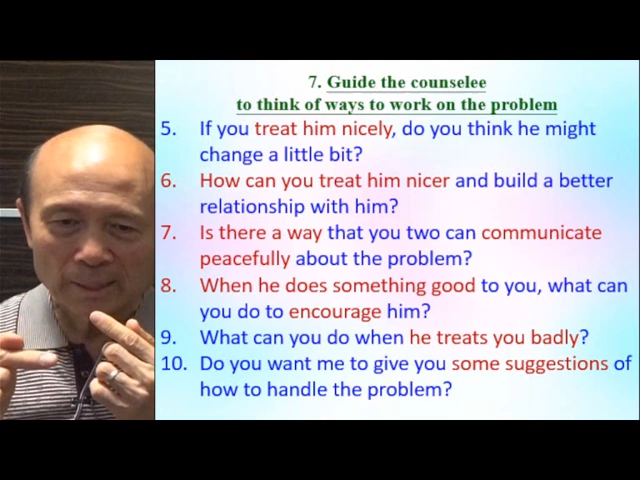 7. Guide the counselee
to think of ways to work on the problem
5. If you treat him nicely, do you think he might
change a little bit?
6. How can you treat him nicer and build a better
relationship with him?
7. Is there a way that you two can communicate
peacefully about the problem?
8. When he does something good to you, what can
you do to encourage him?
9. What can you do when he treats you badly?
10. Do you want me to give you some suggestions of
how to handle the problem?